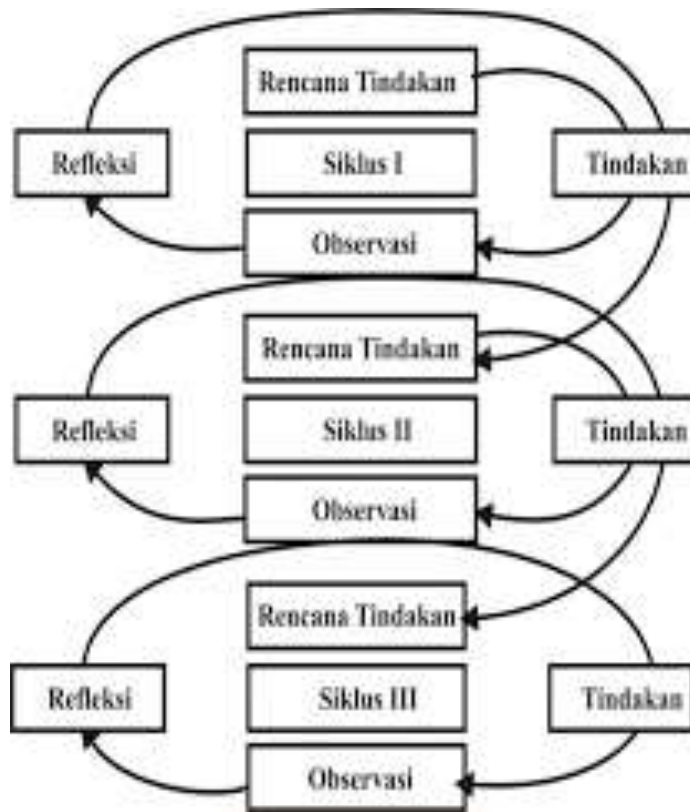 Rencana Tindakan
Refleksi
Siklus I
Tindakan
Observasi
Rencana Tindakan
Refleksi
Siklus II
Tindakan
Observasi
Rencana Tindakan
Refleksi
Siklus III
Tindakan
Observasi